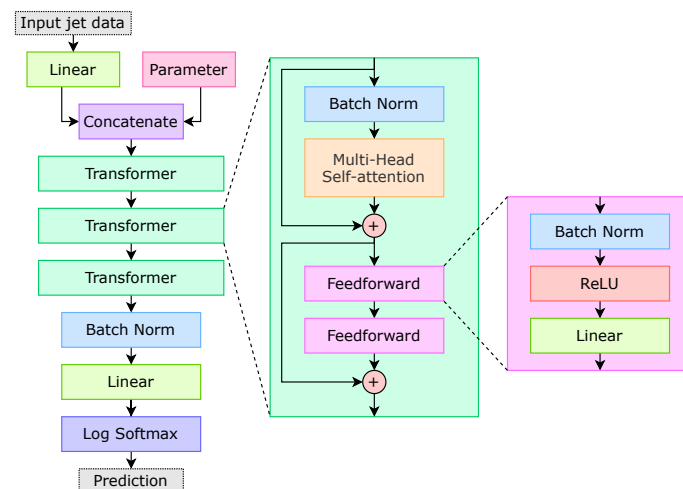 Input jet data
Linear
Parameter
Concatenate
Transformer
Transformer
Transformer
Batch Norm
Linear
Log Softmax
Prediction
Batch Norm
Multi-Head
Self-attention
+
Feedforward
Feedforward
+
Batch Norm
ReLU
Linear